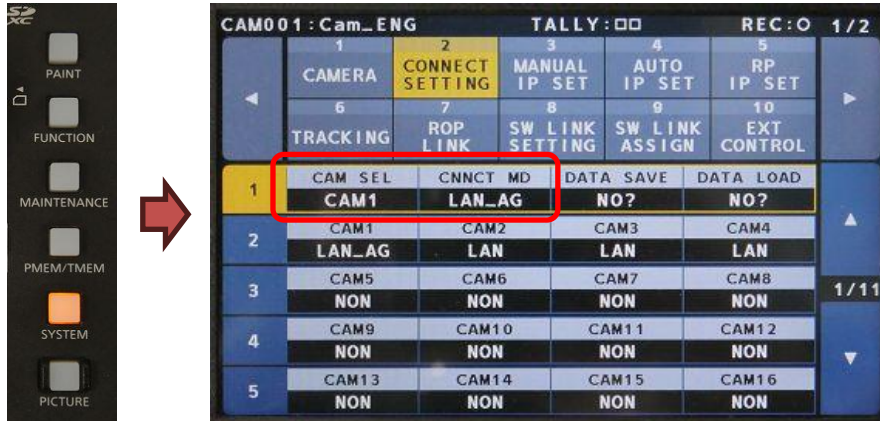 SDXC
PAINT
FUNCTION
MAINTENANCE
PMEM/TMEM
SYSTEM
PICTURE
CAM001:Cam_ENG TALLY:□□ REC:○ 1/2
1 2 3 4 5
CAMERA CONNECT SETTING MANUAL IP SET AUTO IP SET RP IP SET
6 7 8 9 10
TRACKING ROP LINK SW LINK SETTING SW LINK ASSIGN EXT CONTROL
1 CAM SEL CNNCT MD DATA SAVE DATA LOAD
CAM1 LAN_AG NO? NO?
2 CAM1 CAM2 CAM3 CAM4
LAN_AG LAN LAN LAN
3 CAM5 CAM6 CAM7 CAM8 1/11
NON NON NON NON
4 CAM9 CAM10 CAM11 CAM12
NON NON NON NON
5 CAM13 CAM14 CAM15 CAM16
NON NON NON NON